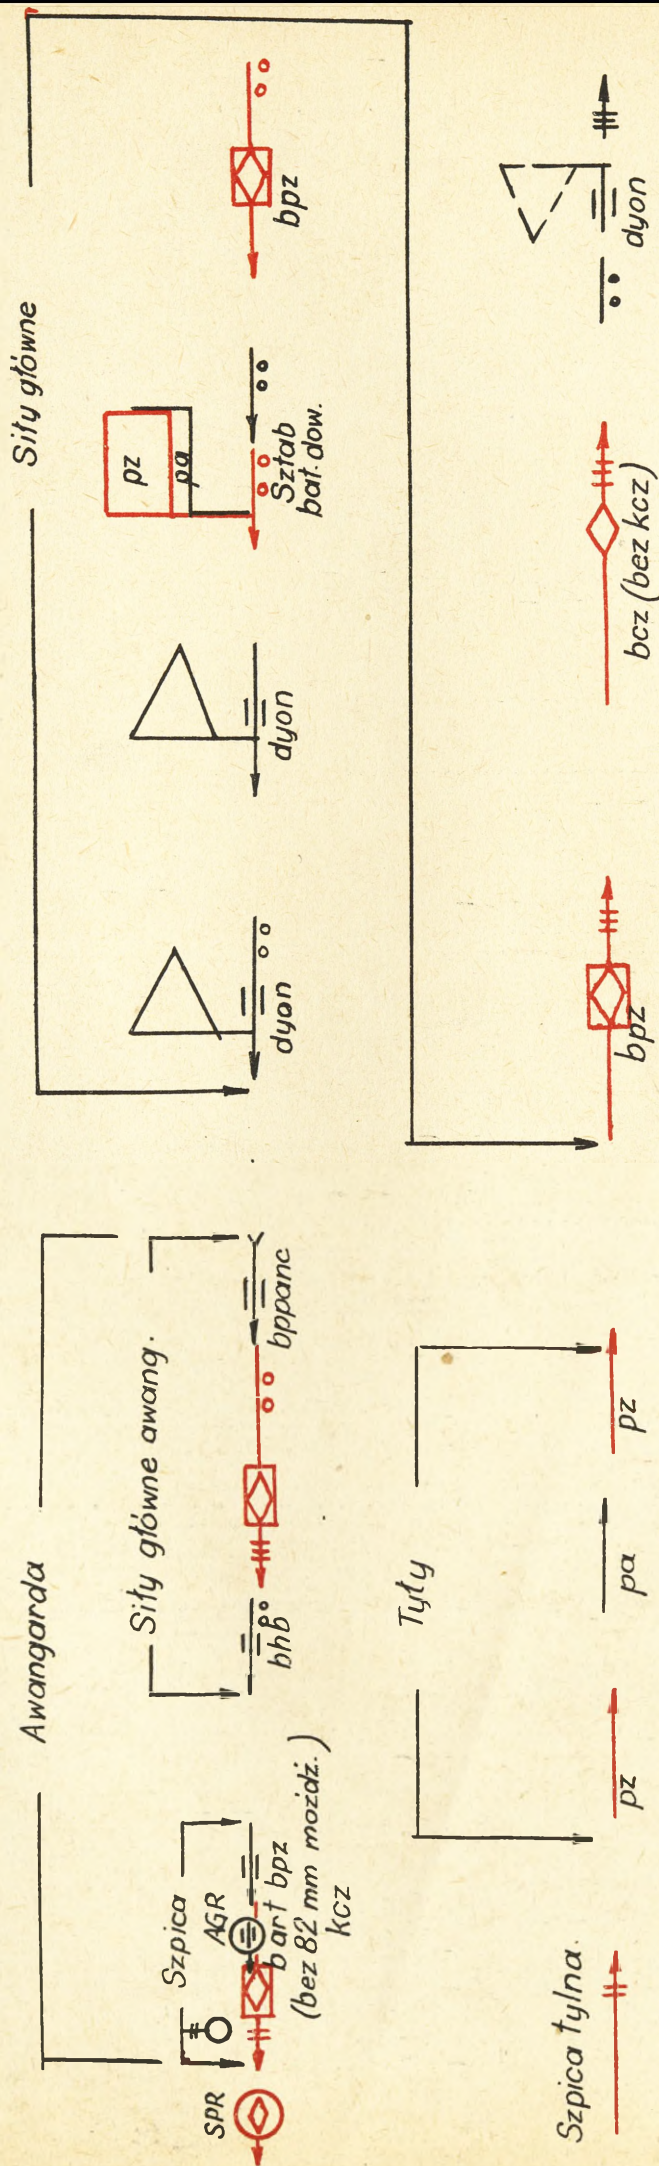 Awangarda
Siły główne
Siły główne awang.
Szpica
AGR
SPR
b art bpz
(bez 82 mm moździ.)
kcz
bhb
bppanc
dyon
dyon
pz
pa
Sztab
bat. dow.
bpz
Szpica tylna.
Tyły
pz
pa
pz
bpz
bcz (bez kcz)
dyon